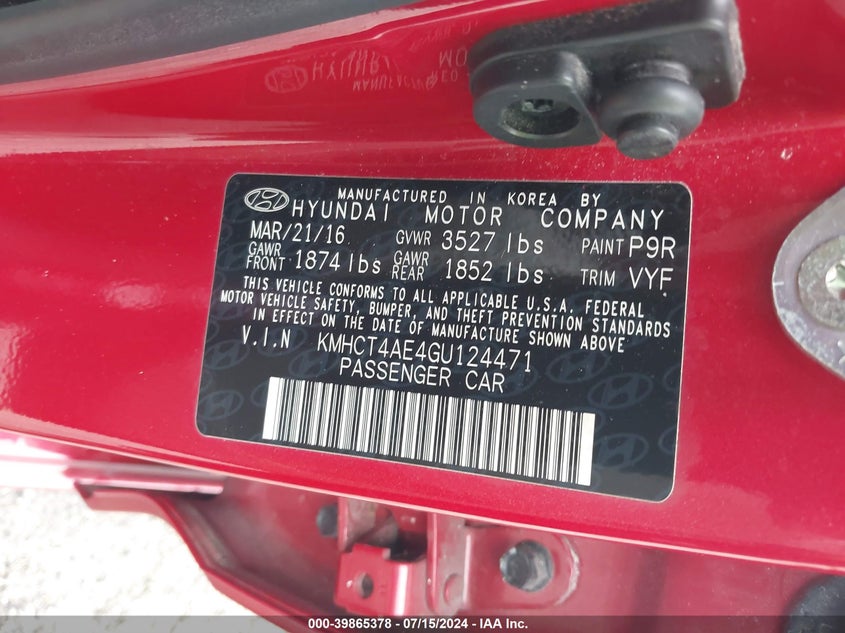 MANUFACTURED IN KOREA BY
HYUNDAI MOTOR COMPANY
MAR/21/16 GVWR 3527 lbs PAINT P9R
GAWR FRONT 1874 lbs GAWR REAR 1852 lbs TRIM VYF
THIS VEHICLE CONFORMS TO ALL APPLICABLE U.S.A. FEDERAL
MOTOR VEHICLE SAFETY, BUMPER, AND THEFT PREVENTION STANDARDS
IN EFFECT ON THE DATE OF MANUFACTURE SHOWN ABOVE
V.I.N KMHCT4AE4GU124471
PASSENGER CAR
000-39865378 - 07/15/2024 - IAA Inc.